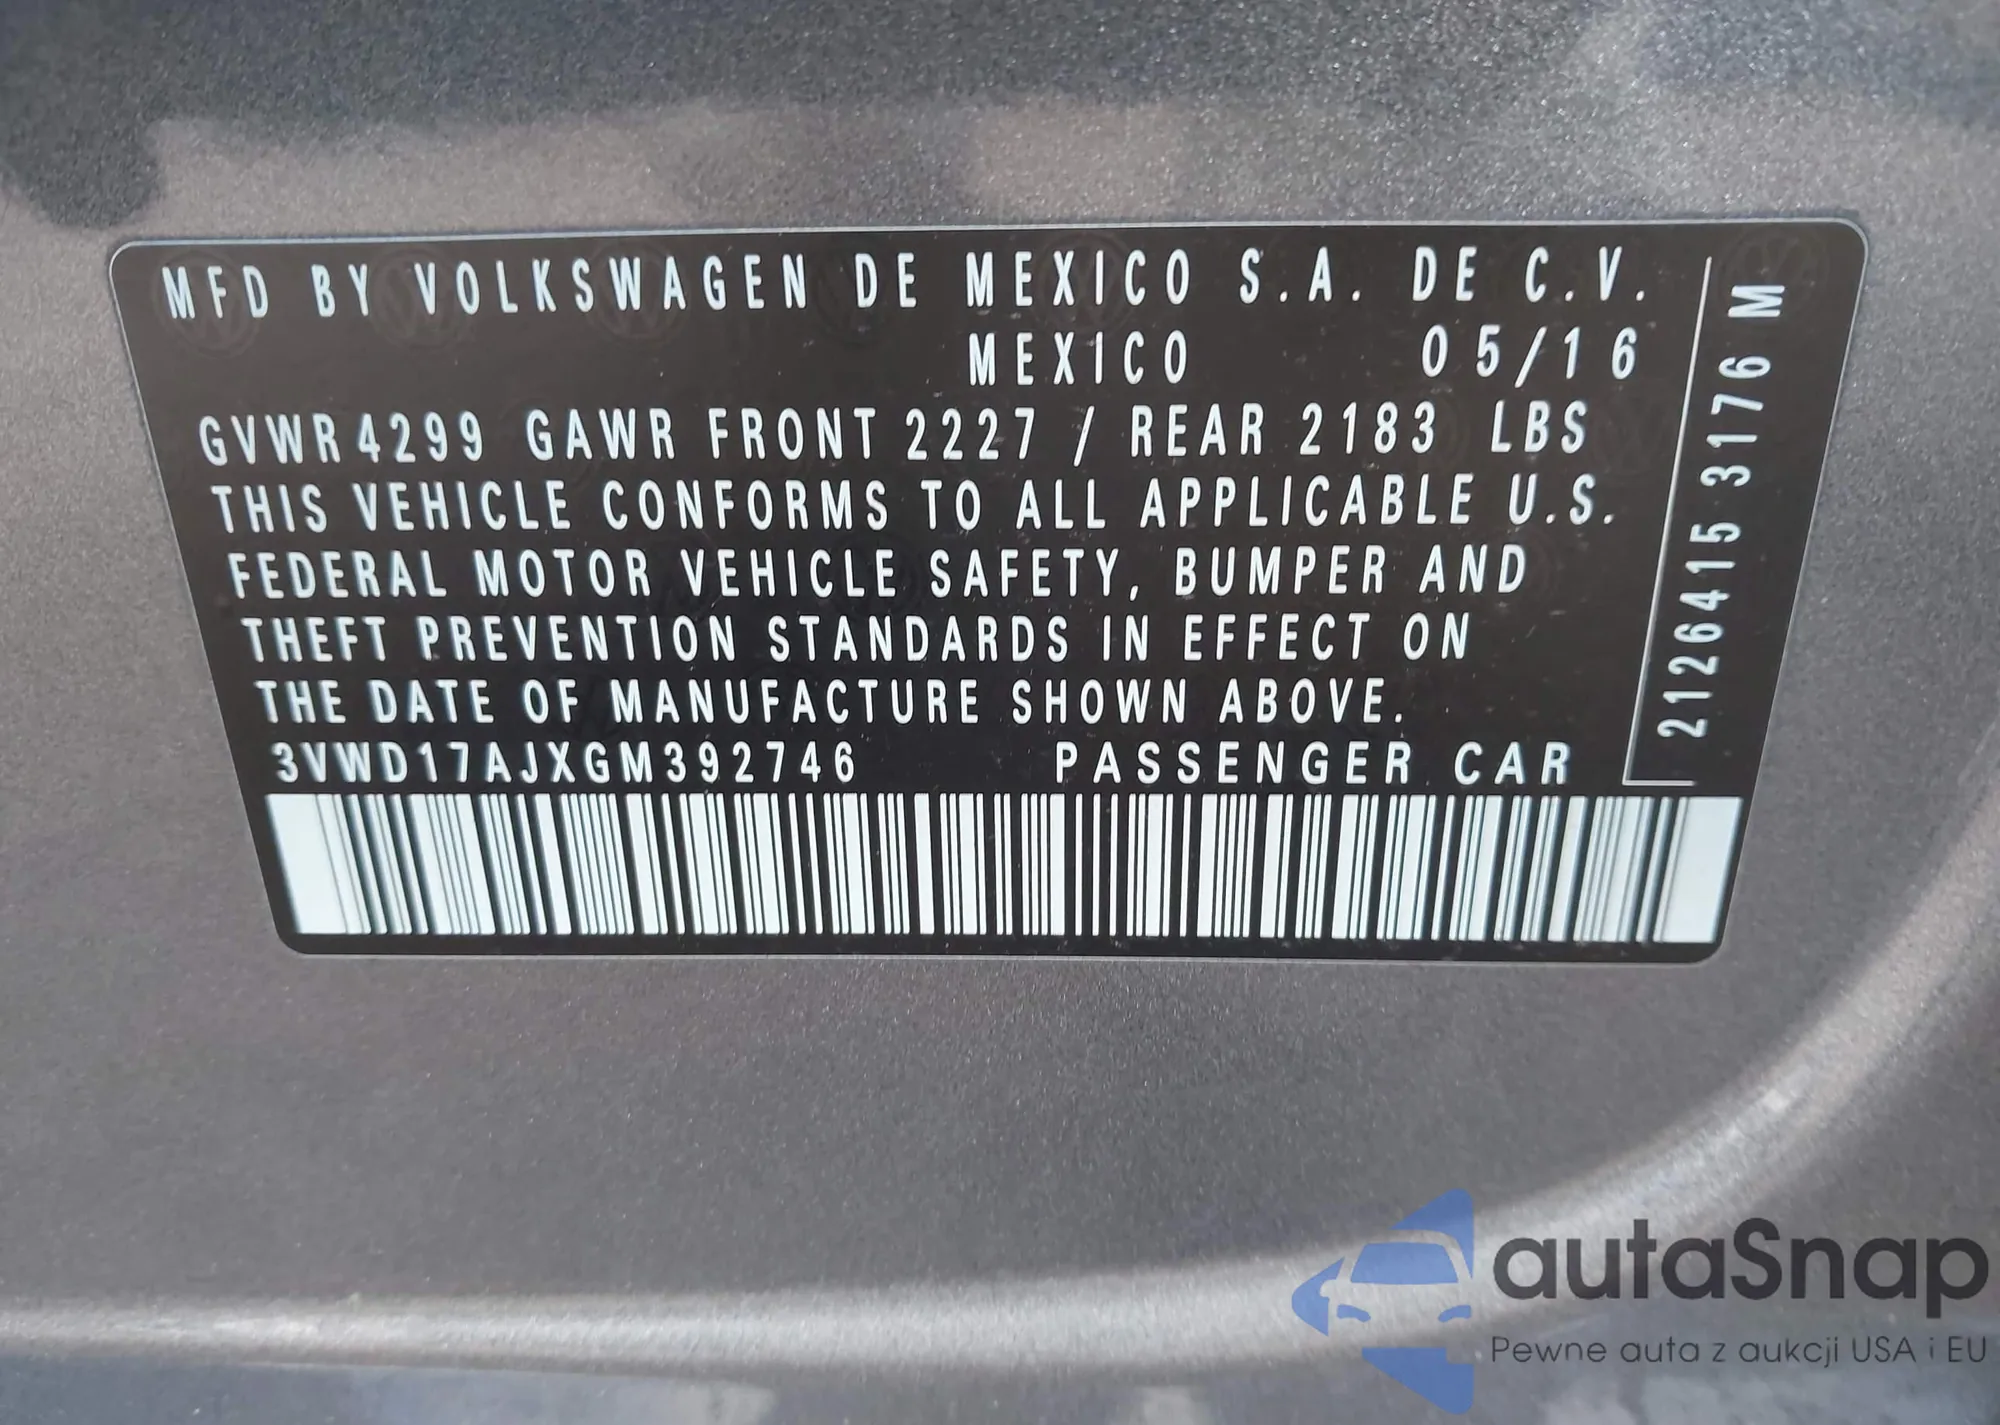 MFD BY VOLKSWAGEN DE MEXICO S.A. DE C.V.
MEXICO 05/16
GVWR 4299 GAWR FRONT 2227 / REAR 2183 LBS
THIS VEHICLE CONFORMS TO ALL APPLICABLE U.S.
FEDERAL MOTOR VEHICLE SAFETY, BUMPER AND
THEFT PREVENTION STANDARDS IN EFFECT ON
THE DATE OF MANUFACTURE SHOWN ABOVE.
3VWD17AJXGM392746 PASSENGER CAR
2126415 3176 M
autaSnap
Pewne auta z aukcji USA i EU